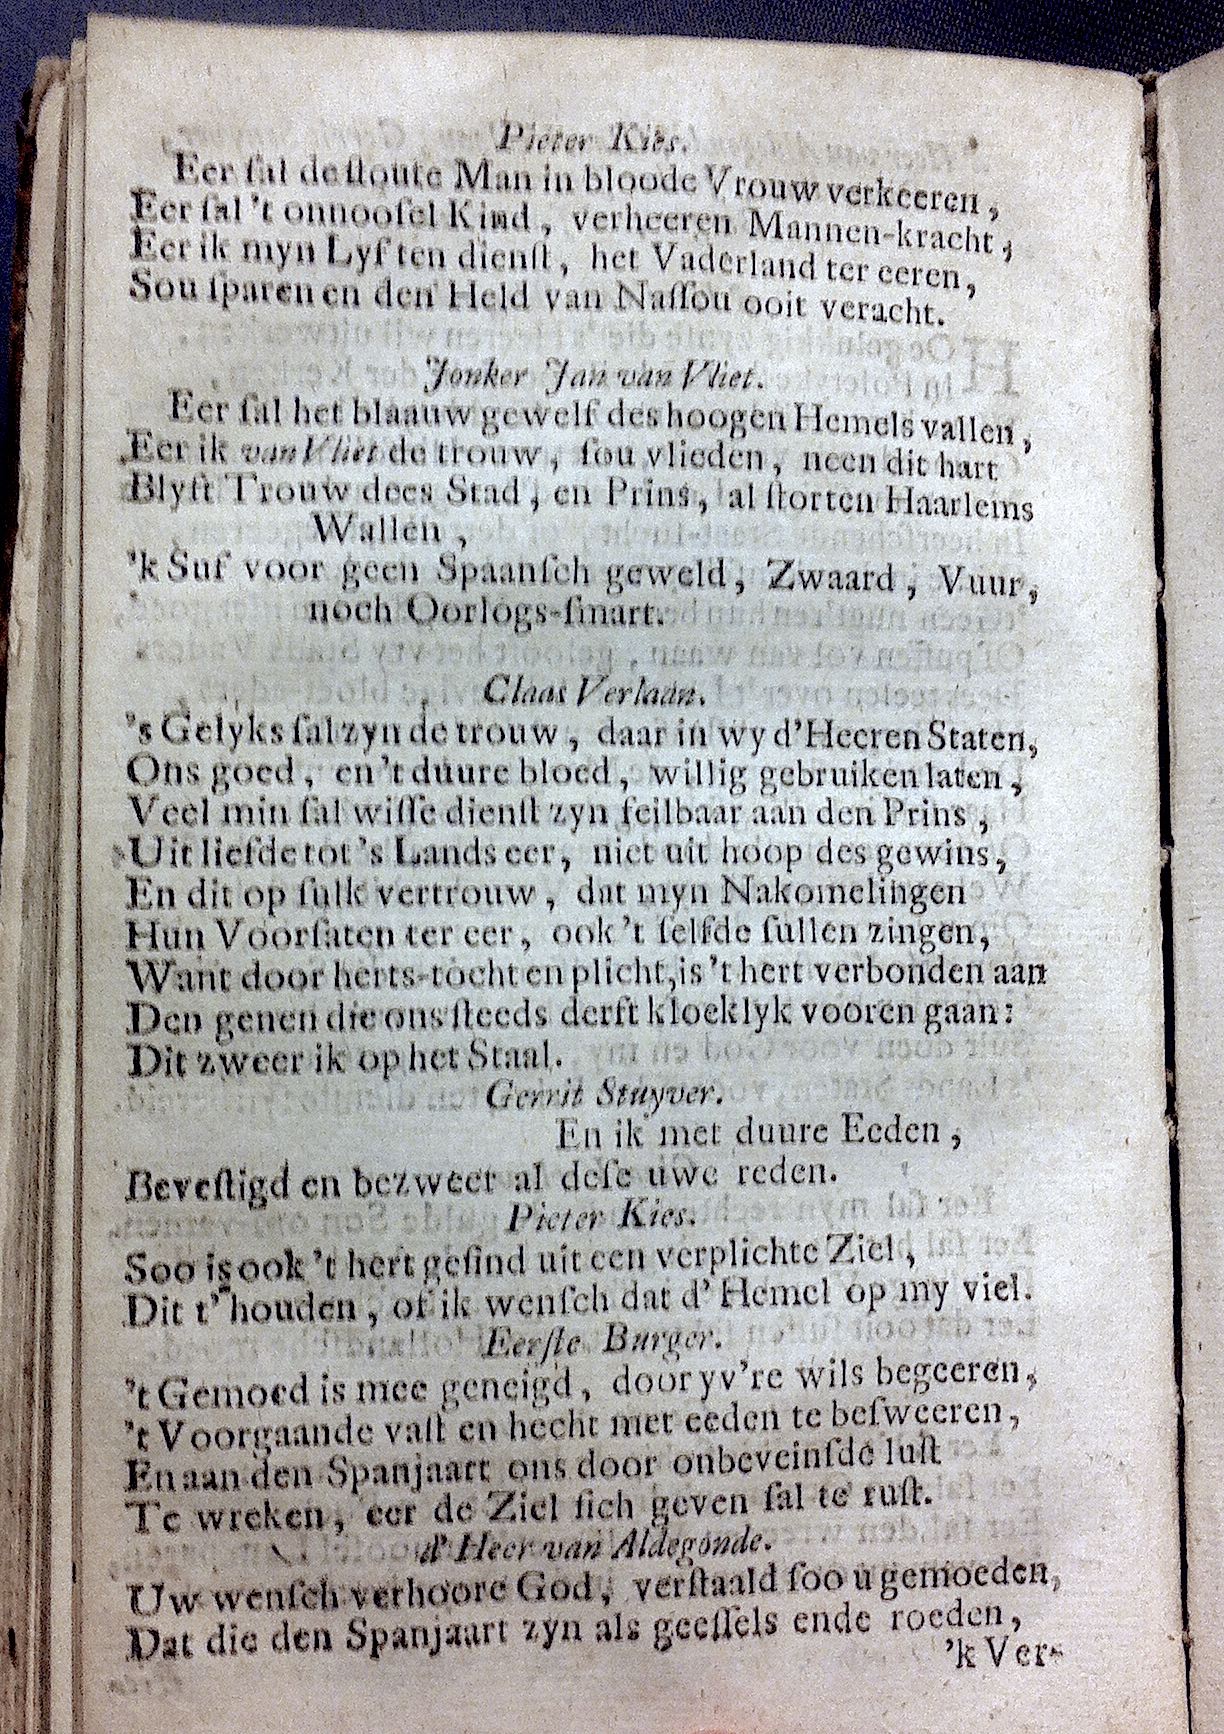 Pieter Kies.
Eer ſal de ſloute Man in bloode Vrouw verkeeren,
Eer ſal 't onnooſel Kind, verheeren Mannen-kracht,
Eer ik myn Lyf ten dienſt, het Vaderland ter eeren,
Sou ſparen en den Held van Naſſou ooit veracht.
Jonker Jan van Vliet.
Eer ſal het blaauw gewelf des hoogen Hemels vallen,
Eer ik van Vliet de trouw, ſou vlieden, neen dit hart
Blyft Trouw dees Stad, en Prins, al ſtorten Haarlems
Wallen,
'k Suf voor geen Spaanſch geweld, Zwaard, Vuur,
noch Oorlogs-ſmart.
Claas Verlaan.
's Gelyks ſal zyn de trouw, daar in wy d'Heeren Staten,
Ons goed, en 't duure bloed, willig gebruiken laten,
Veel min ſal wiſſe dienſt zyn feilbaar aan den Prins,
Uit liefde tot 's Lands eer, niet uit hoop des gewins,
En dit op ſulk vertrouw, dat myn Nakomelingen
Hun Voorſaten ter eer, ook 't ſelfde ſullen zingen,
Want door herts-tocht en plicht, is 't hert verbonden aan
Den genen die ons ſteeds derft kloeklyk vooren gaan:
Dit zweer ik op het Staal.
Gerrit Stuyver.
En ik met duure Eeden,
Beveſtigd en bezweer al deſe uwe reden.
Pieter Kies.
Soo is ook 't hert geſind uit een verplichte Ziel,
Dit t' houden, of ik wenſch dat d' Hemel op my viel.
Eerſte Burger.
't Gemoed is mee geneigd, door yv're wils begeeren,
't Voorgaande vaſt en hecht met eeden te beſweeren,
En aan den Spanjaart ons door onbeveinſde luſt
Te wreken, eer de Ziel ſich geven ſal te ruſt.
d' Heer van Aldegonde.
Uw wenſch verhoore God, verſtaald ſoo u gemoeden,
Dat die den Spanjaart zyn als geeſſels ende roeden,
'k Ver-